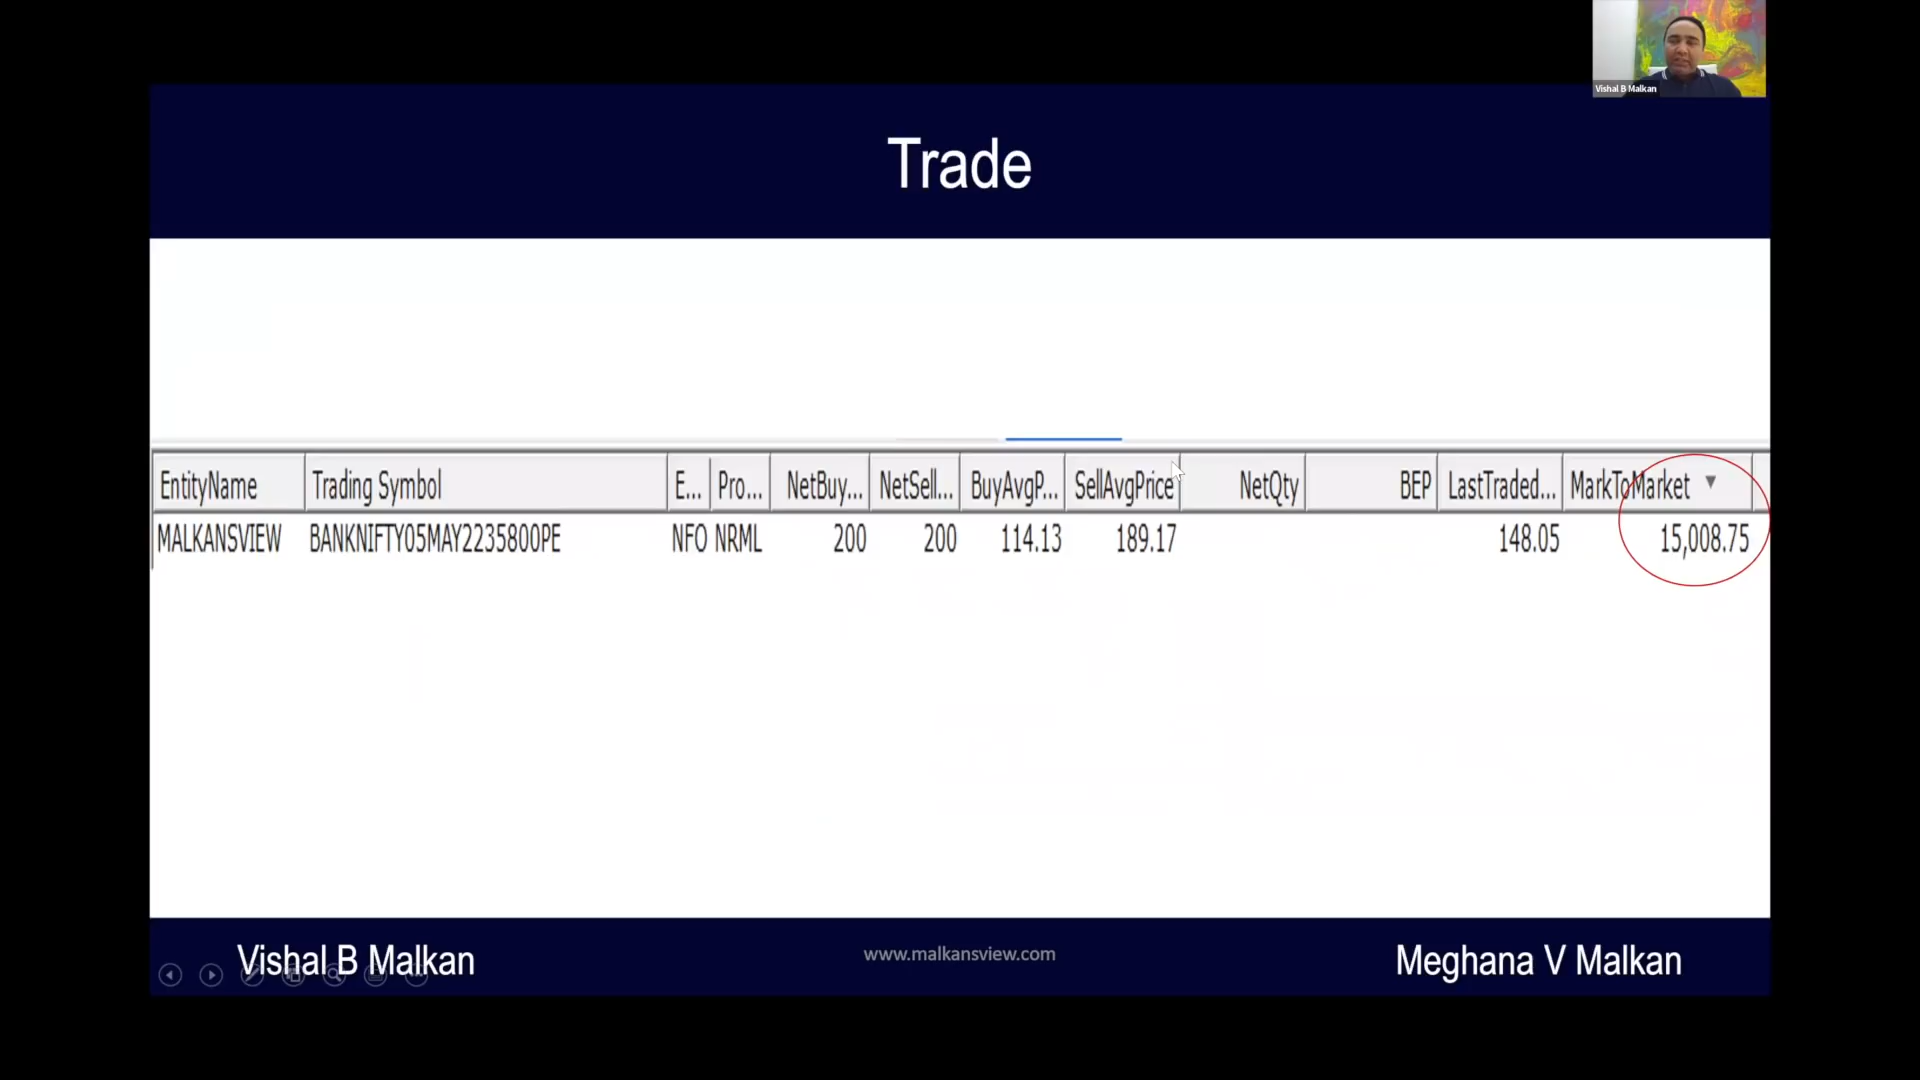 Vishal B Malkan
Trade
EntityName Trading Symbol E... Pro... NetBuy... NetSell... BuyAvgP... SellAvgPrice NetQty BEP LastTraded... MarkToMarket
MALKANSVIEW BANKNIFTY05MAY2235800PE NFO NRML 200 200 114.13 189.17 148.05 15,008.75
Vishal B Malkan www.malkansview.com Meghana V Malkan